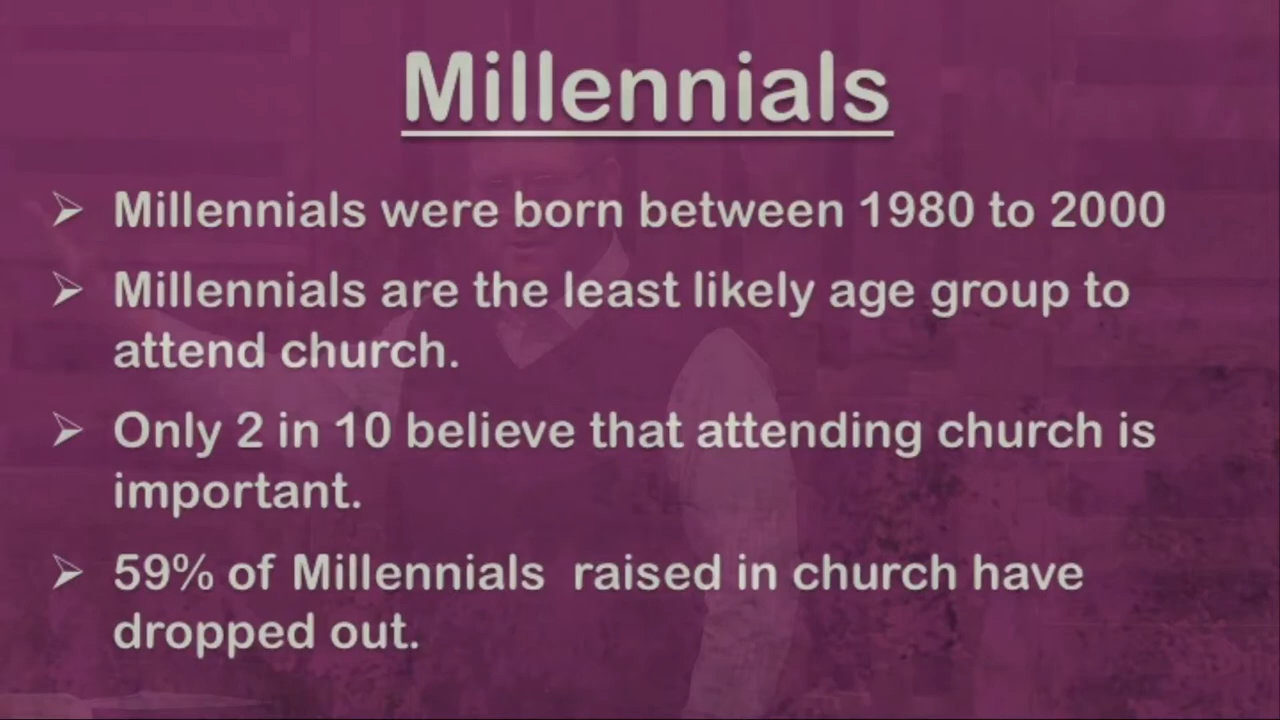 Millennials
➢ Millennials were born between 1980 to 2000
➢ Millennials are the least likely age group to
attend church.
➢ Only 2 in 10 believe that attending church is
important.
➢ 59% of Millennials  raised in church have
dropped out.